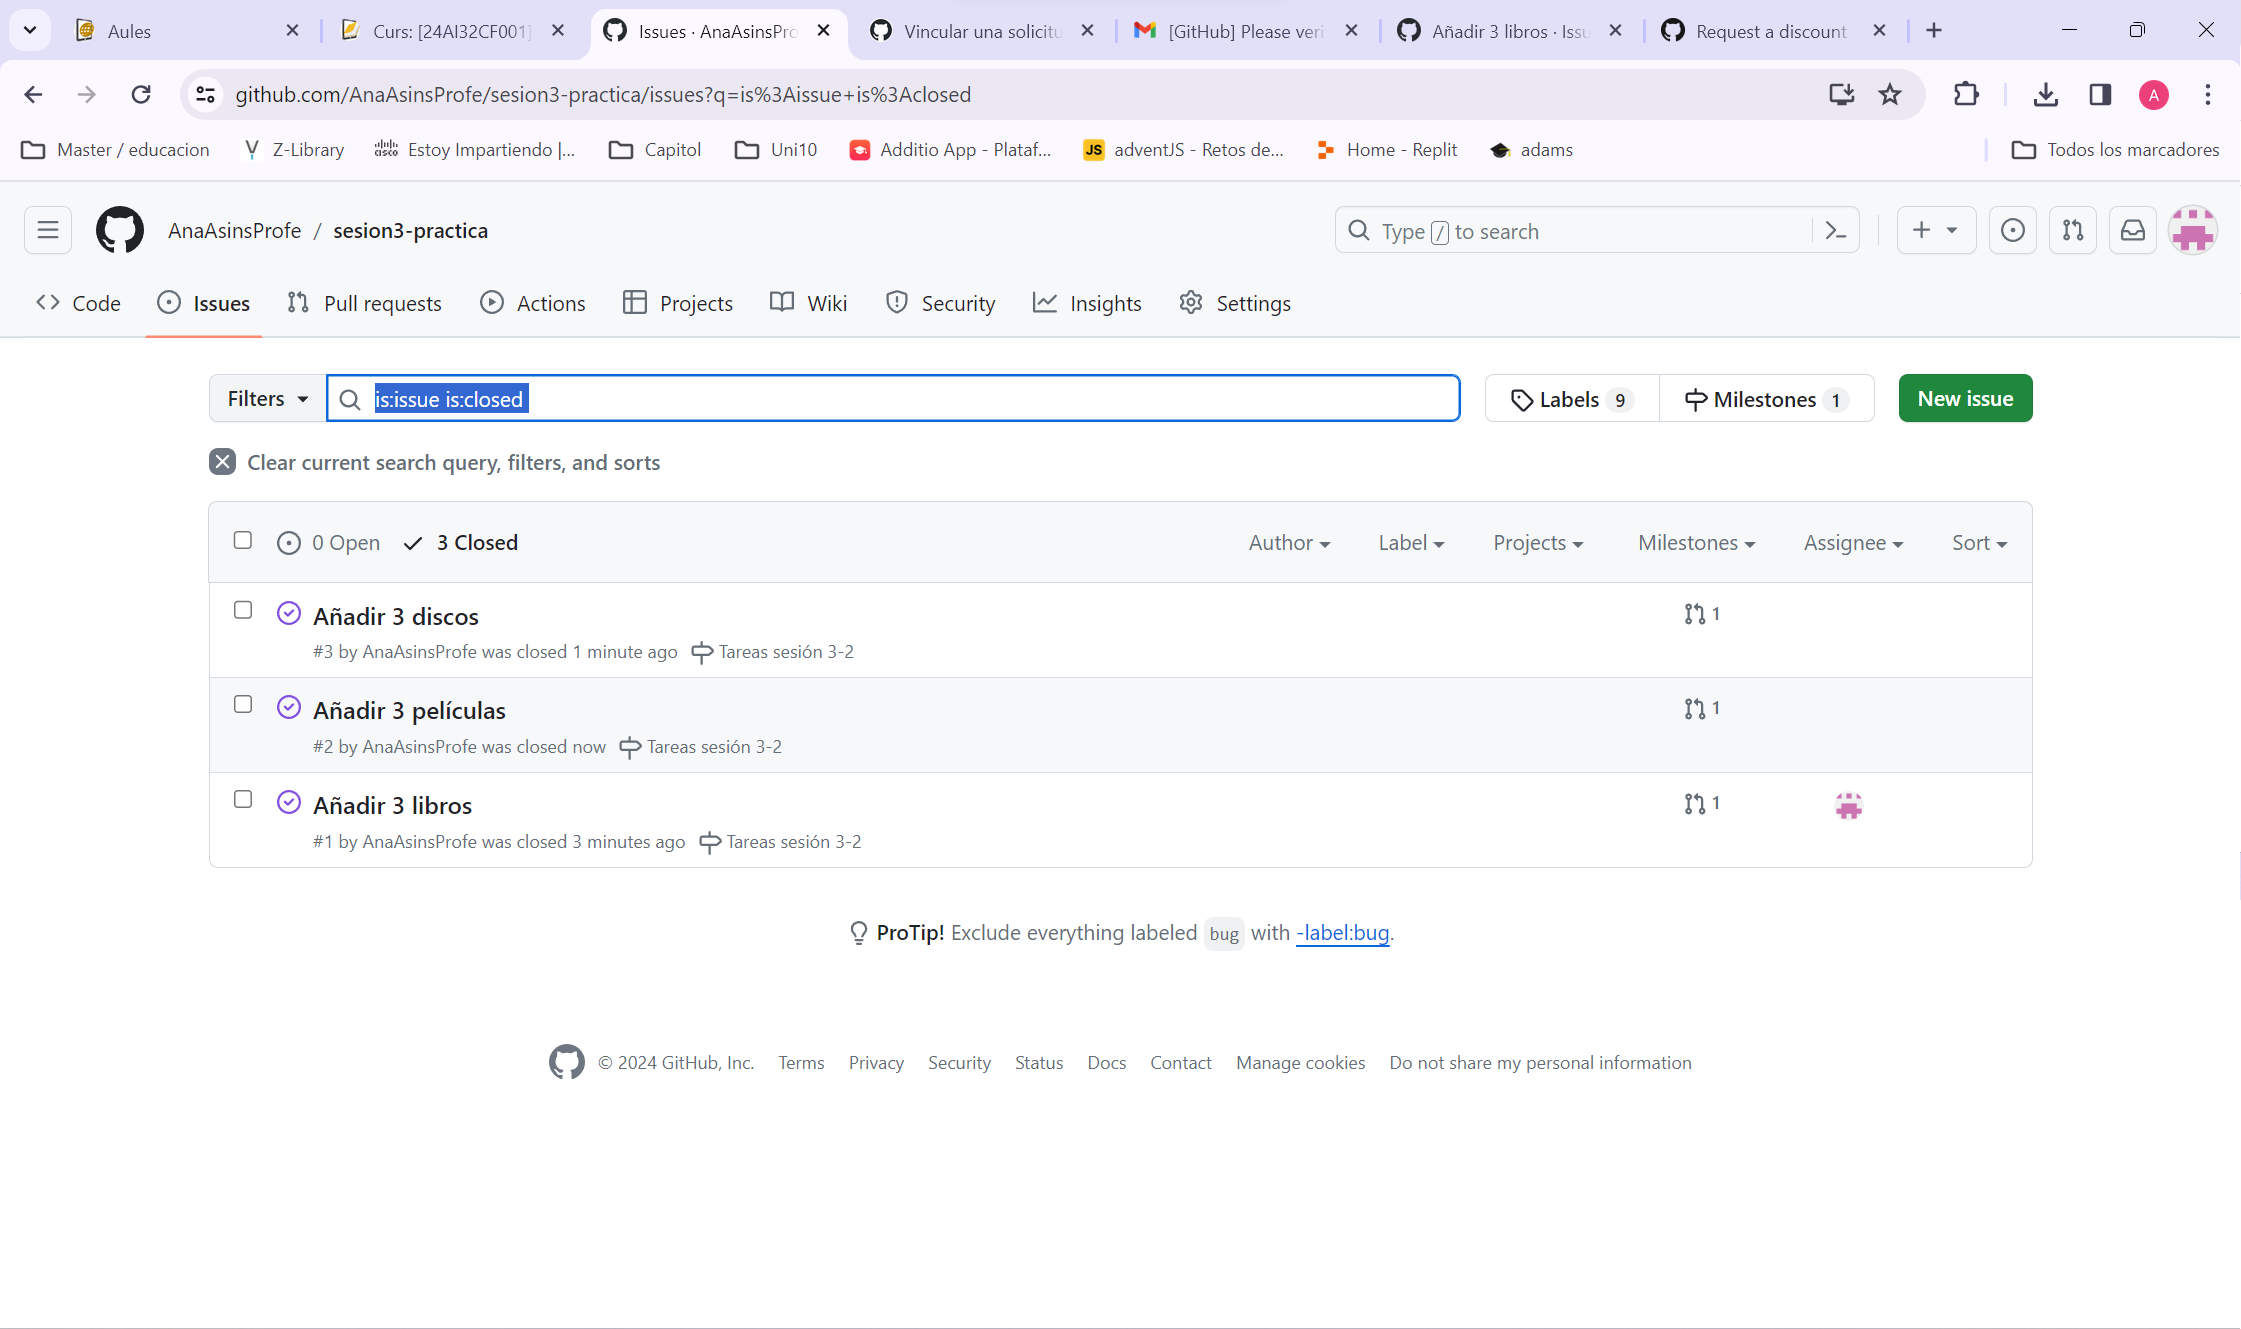 Aules
Curs: [24AI32CF001]
Issues · AnaAsinsPro
Vincular una solicitu
[GitHub] Please veri
Añadir 3 libros · Issu
Request a discount
github.com/AnaAsinsProfe/sesion3-practica/issues?q=is%3Aissue+is%3Aclosed
A
Master / educacion
Z-Library
Estoy Impartiendo |...
Capitol
Uni10
Additio App - Plataf...
JS adventJS - Retos de...
Home - Replit
adams
Todos los marcadores
AnaAsinsProfe / sesion3-practica
Type / to search
Code
Issues
Pull requests
Actions
Projects
Wiki
Security
Insights
Settings
Filters
is:issue is:closed
Labels 9
Milestones 1
New issue
Clear current search query, filters, and sorts
0 Open
3 Closed
Author
Label
Projects
Milestones
Assignee
Sort
Añadir 3 discos
1
#3 by AnaAsinsProfe was closed 1 minute ago Tareas sesión 3-2
Añadir 3 películas
1
#2 by AnaAsinsProfe was closed now Tareas sesión 3-2
Añadir 3 libros
1
#1 by AnaAsinsProfe was closed 3 minutes ago Tareas sesión 3-2
ProTip! Exclude everything labeled bug with -label:bug.
© 2024 GitHub, Inc.
Terms
Privacy
Security
Status
Docs
Contact
Manage cookies
Do not share my personal information